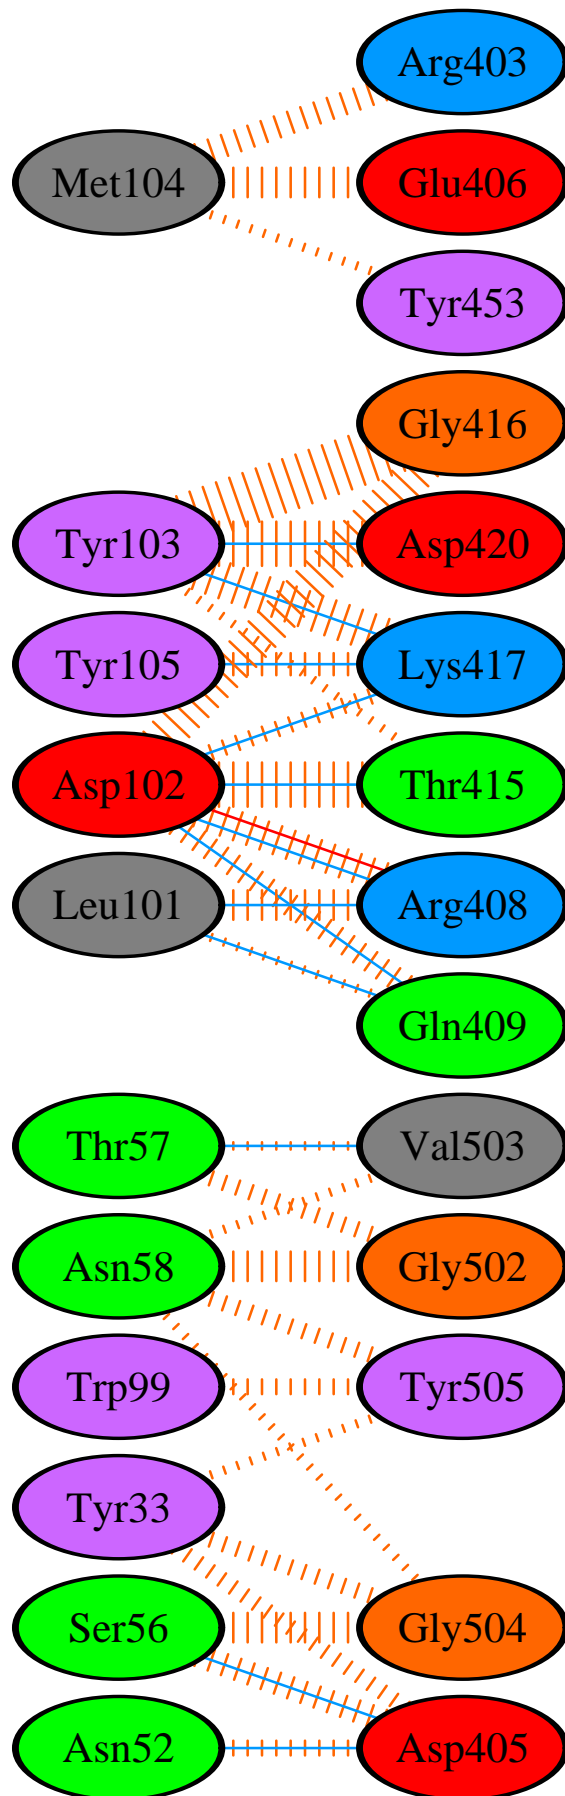 Arg403
Met104
Glu406
Tyr453
Gly416
Tyr103
Asp420
Tyr105
Lys417
Asp102
Thr415
Leu101
Arg408
Gln409
Thr57
Val503
Asn58
Gly502
Trp99
Tyr505
Tyr33
Ser56
Gly504
Asn52
Asp405